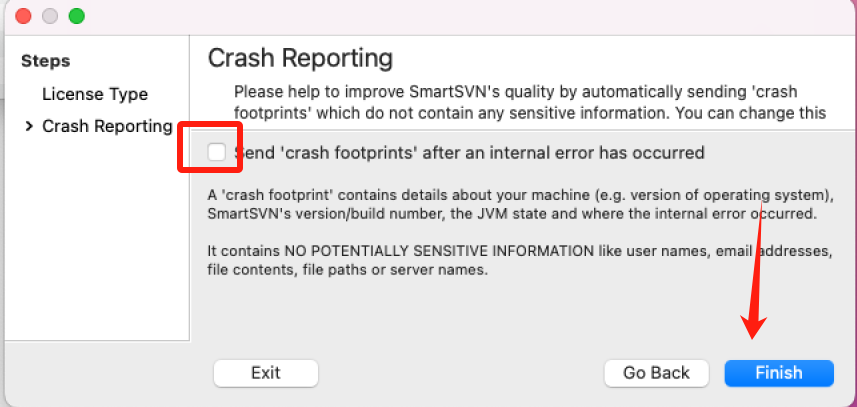 Steps
License Type
Crash Reporting
Crash Reporting
Please help to improve SmartSVN's quality by automatically sending 'crash
footprints' which do not contain any sensitive information. You can change this
Send 'crash footprints' after an internal error has occurred
A 'crash footprint' contains details about your machine (e.g. version of operating system),
SmartSVN's version/build number, the JVM state and where the internal error occurred.
It contains NO POTENTIALLY SENSITIVE INFORMATION like user names, email addresses,
file contents, file paths or server names.
Exit
Go Back
Finish